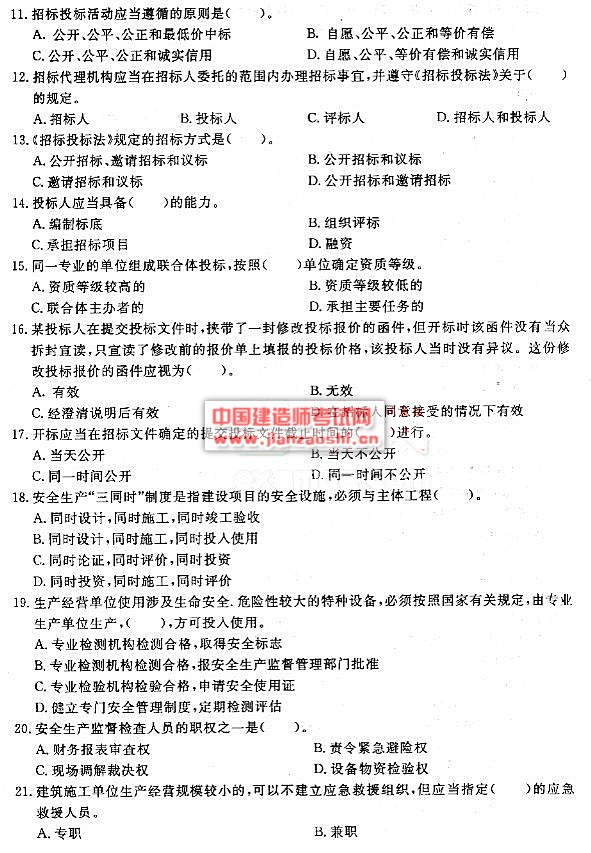 11. 招标投标活动应当遵循的原则是(　　)。
A. 公开、公平、公正和最低价中标　　B. 自愿、公平、公正和等价有偿
C. 公开、公平、公正和诚实信用　　D. 自愿、公平、等价有偿和诚实信用
12. 招标代理机构应当在招标人委托的范围内办理招标事宜,并遵守《招标投标法》关于(　　)
的规定。
A. 招标人　　B. 投标人　　C. 评标人　　D. 招标人和投标人
13. 《招标投标法》规定的招标方式是(　　)。
A. 公开招标、邀请招标和议标　　B. 公开招标和议标
C. 邀请招标和议标　　D. 公开招标和邀请招标
14. 投标人应当具备(　　)的能力。
A. 编制标底　　B. 组织评标
C. 承担招标项目　　D. 融资
15. 同一专业的单位组成联合体投标,按照(　　)单位确定资质等级。
A. 资质等级较高的　　B. 资质等级较低的
C. 联合体主办者的　　D. 承担主要任务的
16. 某投标人在提交投标文件时,挟带了一封修改投标报价的函件,但开标时该函件没有当众
拆封宣读,只宣读了修改前的报价单上填报的投标价格,该投标人当时没有异议。这份修
改投标报价的函件应视为(　　)。
A. 有效　　B. 无效
C. 经澄清说明后有效　　D. 在招标人同意接受的情况下有效
中国建造师考试网
www.jianzaoshi.com
17. 开标应当在招标文件确定的提交投标文件截止时间的(　　)进行。
A. 当天公开　　B. 当天不公开
C. 同一时间公开　　D. 同一时间不公开
18. 安全生产“三同时”制度是指建设项目的安全设施,必须与主体工程(　　)。
A. 同时设计,同时施工,同时竣工验收
B. 同时设计,同时施工,同时投入使用
C. 同时论证,同时评价,同时投资
D. 同时投资,同时施工,同时评价
19. 生产经营单位使用涉及生命安全、危险性较大的特种设备,必须按照国家有关规定,由专业
生产单位生产,(　　),方可投入使用。
A. 专业检测机构检测合格,取得安全标志
B. 专业检测机构检测合格,报安全生产监督管理部门批准
C. 专业检验机构检验合格,申请安全使用证
D. 健立专门安全管理制度,定期检测评估
20. 安全生产监督检查人员的职权之一是(　　)。
A. 财务报表审查权　　B. 责令紧急避险权
C. 现场调解裁决权　　D. 设备物资检验权
21. 建筑施工单位生产经营规模较小的,可以不建立应急救援组织,但应当指定(　　)的应急
救援人员。
A. 专职　　B. 兼职